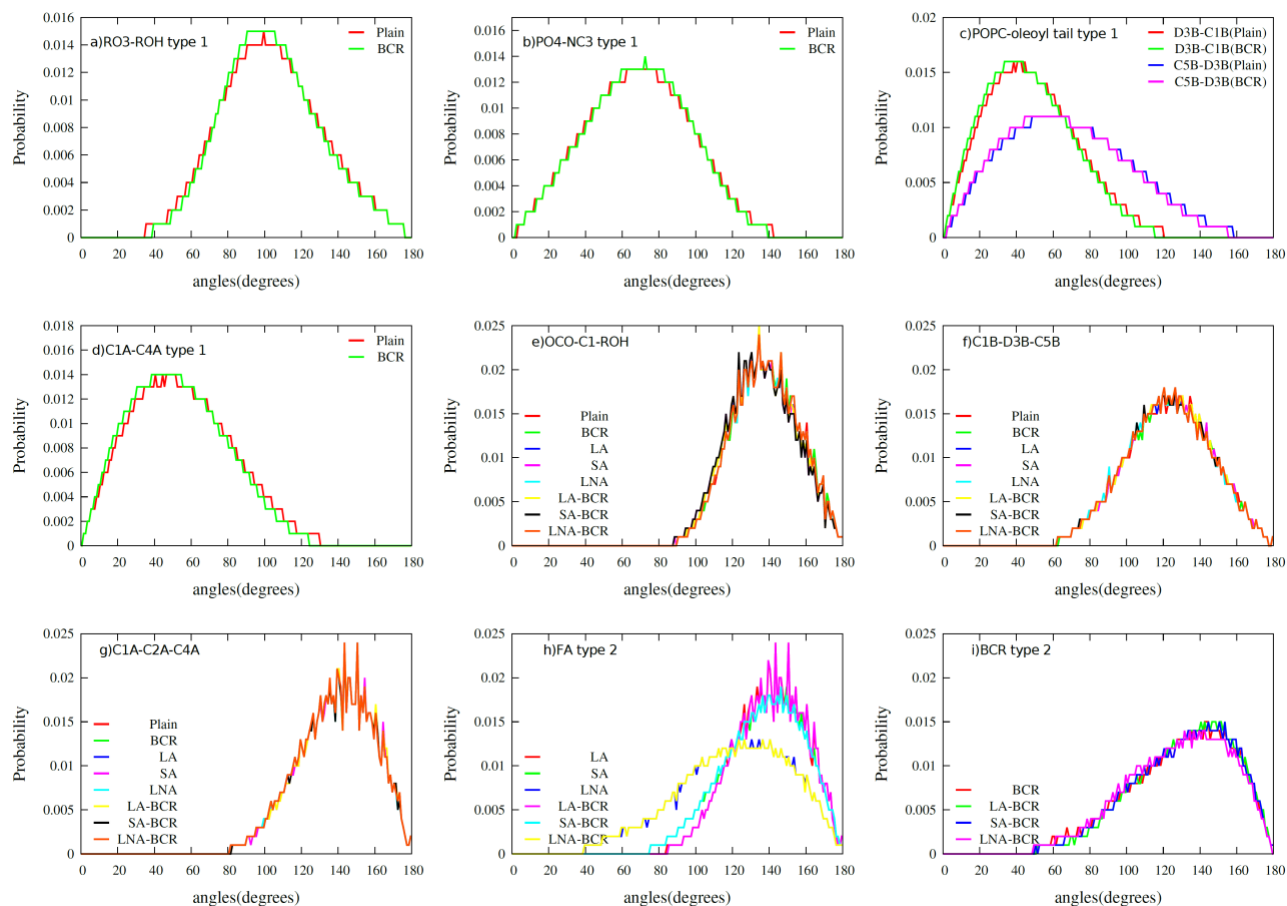 a)RO3-ROH type 1
Plain
BCR
Probability
0.016
0.014
0.012
0.01
0.008
0.006
0.004
0.002
0
0 20 40 60 80 100 120 140 160 180
angles(degrees)
b)PO4-NC3 type 1
Plain
BCR
Probability
0.016
0.014
0.012
0.01
0.008
0.006
0.004
0.002
0
0 20 40 60 80 100 120 140 160 180
angles(degrees)
c)POPC-oleoyl tail type 1
D3B-C1B(Plain)
D3B-C1B(BCR)
C5B-D3B(Plain)
C5B-D3B(BCR)
Probability
0.02
0.015
0.01
0.005
0
0 20 40 60 80 100 120 140 160 180
angles(degrees)
d)C1A-C4A type 1
Plain
BCR
Probability
0.018
0.016
0.014
0.012
0.01
0.008
0.006
0.004
0.002
0
0 20 40 60 80 100 120 140 160 180
angles(degrees)
e)OCO-C1-ROH
Plain
BCR
LA
SA
LNA
LA-BCR
SA-BCR
LNA-BCR
Probability
0.025
0.02
0.015
0.01
0.005
0
0 20 40 60 80 100 120 140 160 180
angles(degrees)
f)C1B-D3B-C5B
Plain
BCR
LA
SA
LNA
LA-BCR
SA-BCR
LNA-BCR
Probability
0.025
0.02
0.015
0.01
0.005
0
0 20 40 60 80 100 120 140 160 180
angles(degrees)
g)C1A-C2A-C4A
Plain
BCR
LA
SA
LNA
LA-BCR
SA-BCR
LNA-BCR
Probability
0.025
0.02
0.015
0.01
0.005
0
0 20 40 60 80 100 120 140 160 180
angles(degrees)
h)FA type 2
LA
SA
LNA
LA-BCR
SA-BCR
LNA-BCR
Probability
0.025
0.02
0.015
0.01
0.005
0
0 20 40 60 80 100 120 140 160 180
angles(degrees)
i)BCR type 2
BCR
LA-BCR
SA-BCR
LNA-BCR
Probability
0.025
0.02
0.015
0.01
0.005
0
0 20 40 60 80 100 120 140 160 180
angles(degrees)